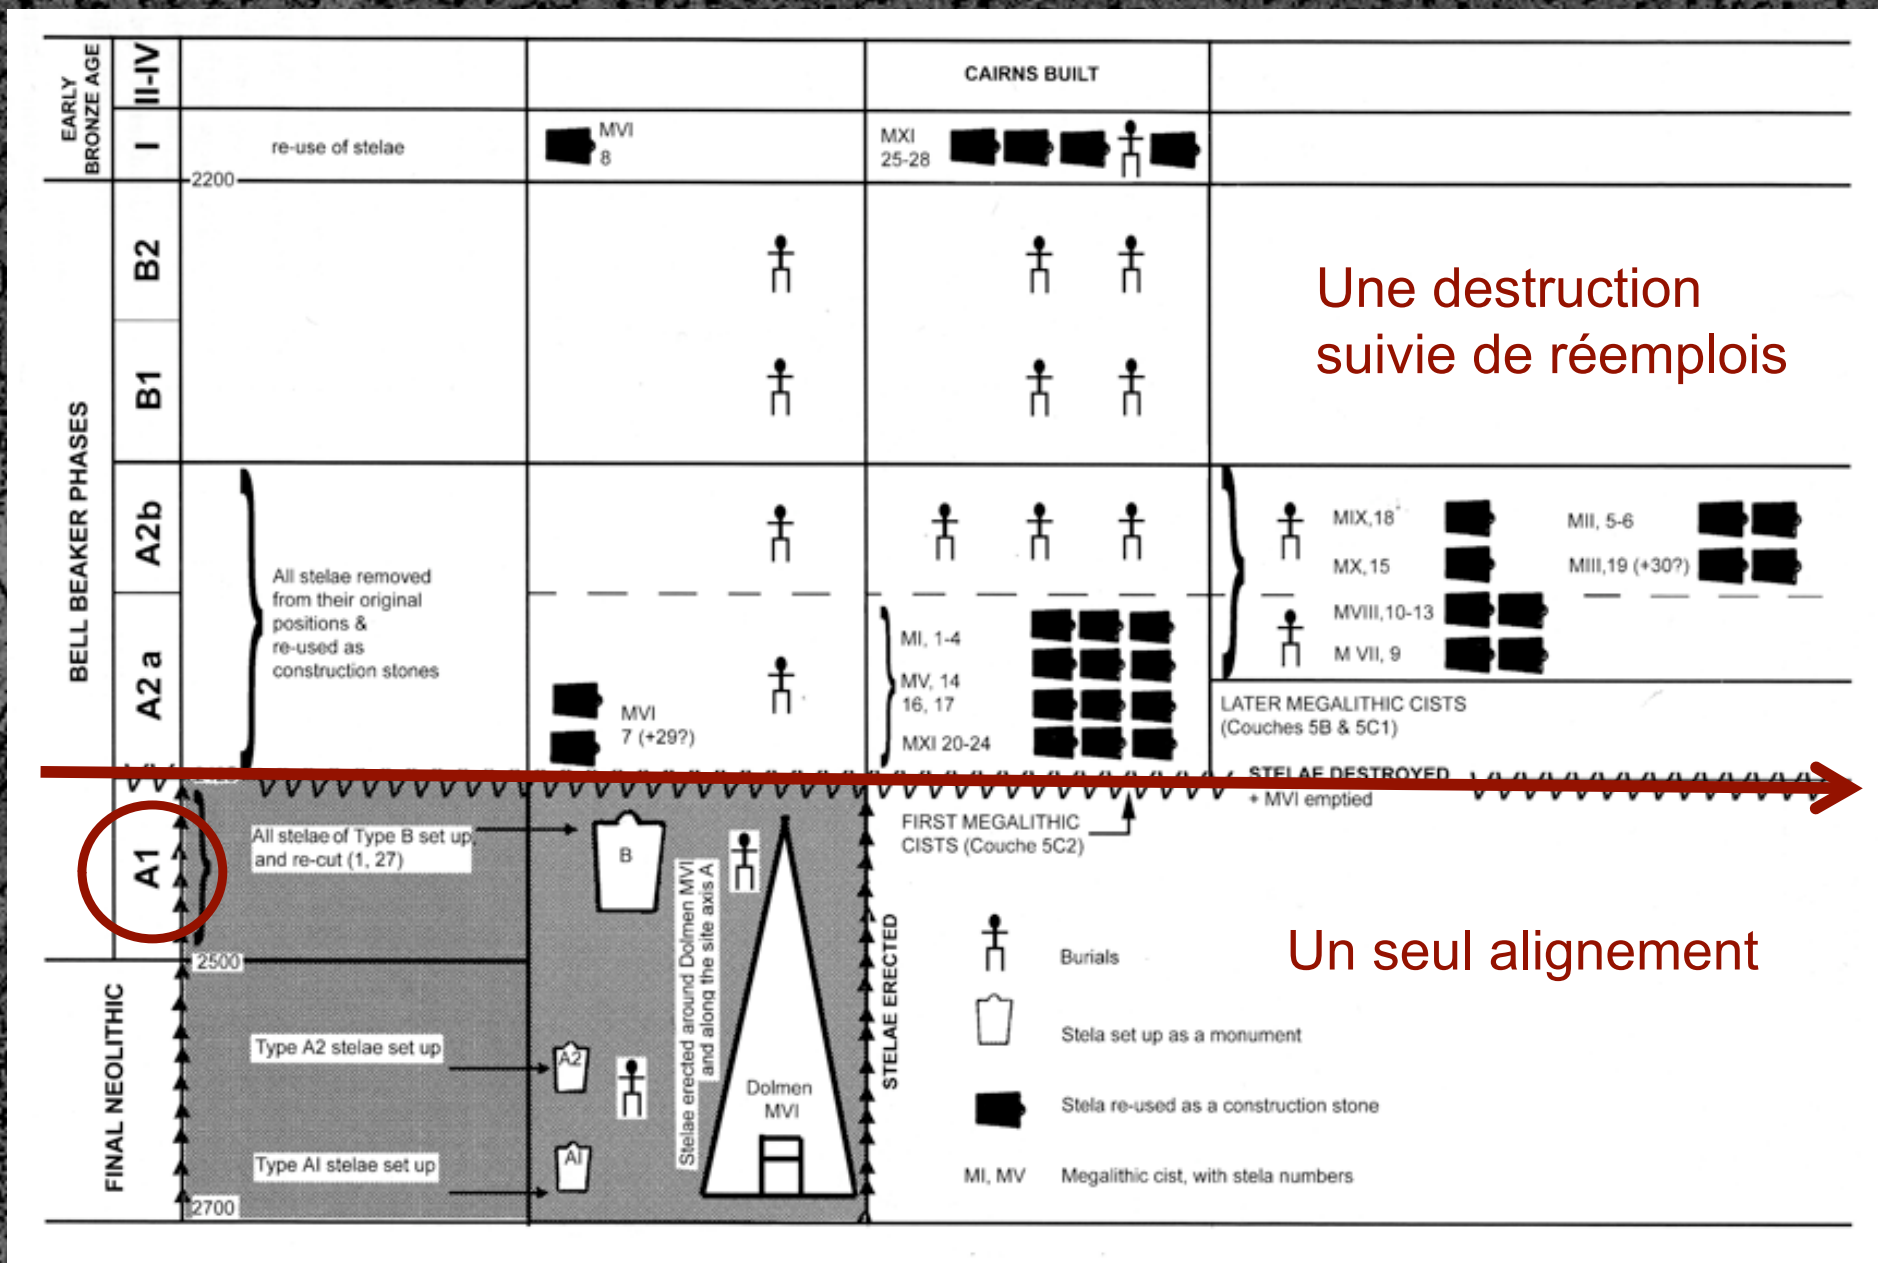 EARLY
BRONZE AGE
II-IV
CAIRNS BUILT
I
re-use of stelae
MVI
8
MXI
25-28
2200
BELL BEAKER PHASES
B2
Une destruction
suivie de réemplois
B1
A2b
All stelae removed
from their original
positions &
re-used as
construction stones
MIX,18
MII, 5-6
MX,15
MIII,19 (+30?)
A2 a
MVIII,10-13
M VII, 9
MI, 1-4
MV, 14
16, 17
MXI 20-24
MVI
7 (+29?)
LATER MEGALITHIC CISTS
(Couches 5B & 5C1)
STELAE DESTROYED
+ MVI emptied
A1
All stelae of Type B set up,
and re-cut (1, 27)
B
FIRST MEGALITHIC
CISTS (Couche 5C2)
Stelae erected around Dolmen MVI
and along the site axis A
STELAE ERECTED
2500
FINAL NEOLITHIC
Burials
Un seul alignement
Type A2 stelae set up
A2
Stela set up as a monument
Dolmen
MVI
Stela re-used as a construction stone
Type AI stelae set up
AI
MI, MV
Megalithic cist, with stela numbers
2700